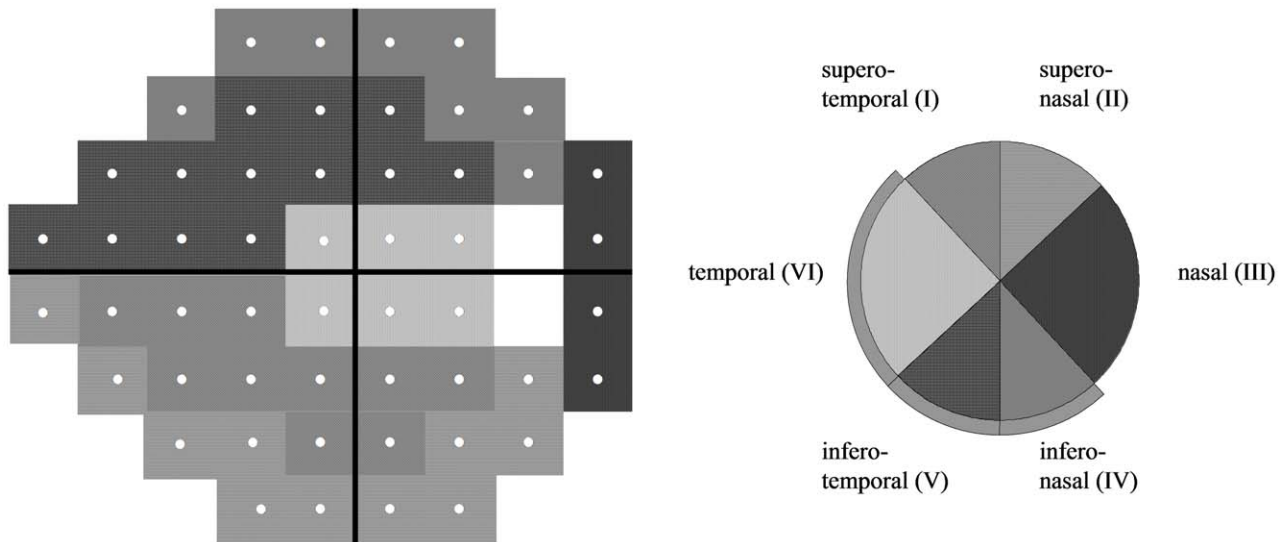 supero-
temporal (I)
supero-
nasal (II)
temporal (VI)
nasal (III)
infero-
temporal (V)
infero-
nasal (IV)